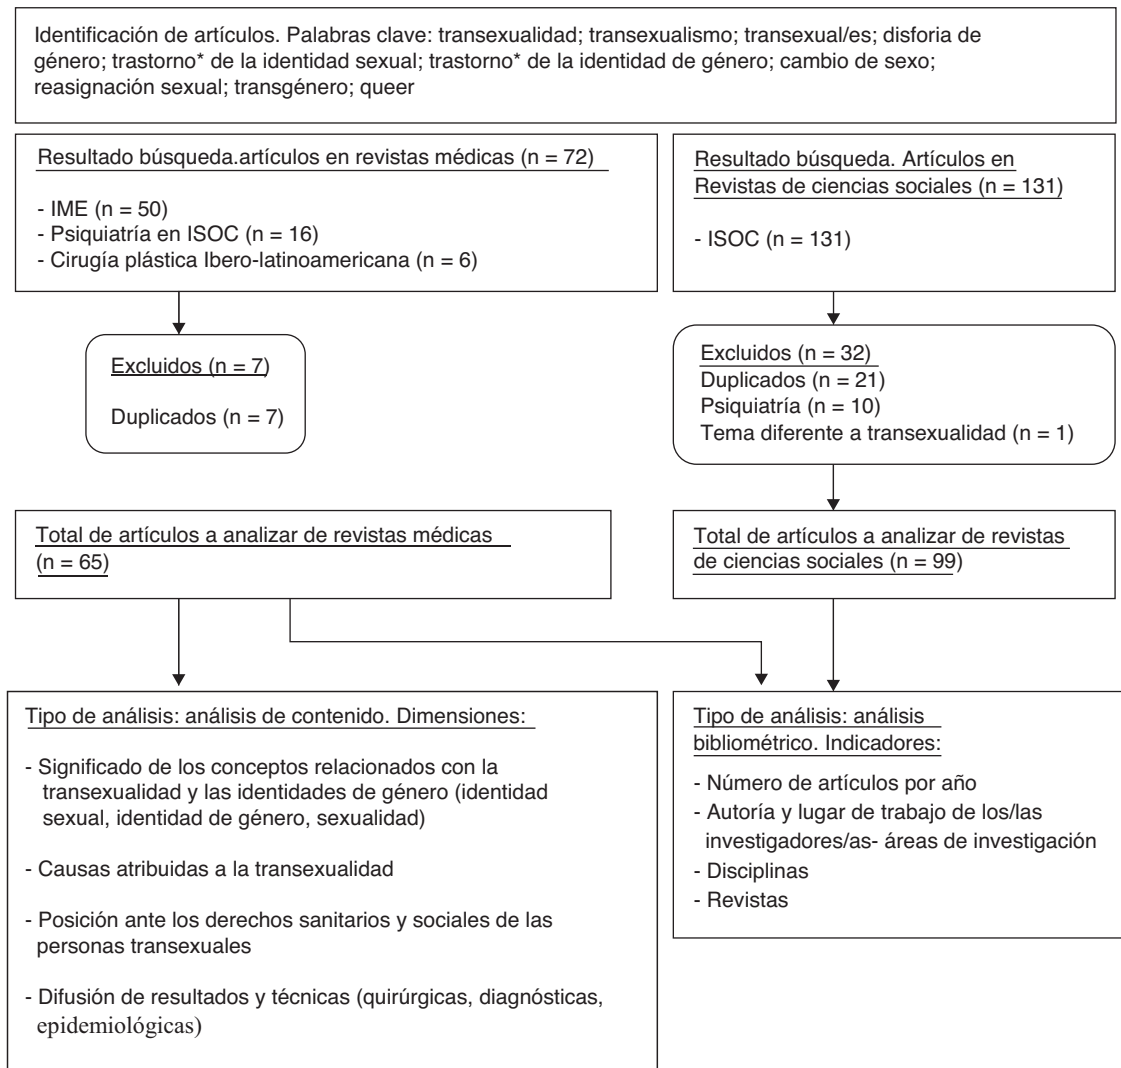 Identificación de artículos. Palabras clave: transexualidad; transexualismo; transexual/es; disforia de
género; trastorno* de la identidad sexual; trastorno* de la identidad de género; cambio de sexo;
reasignación sexual; transgénero; queer
Resultado búsqueda.artículos en revistas médicas (n = 72)
- IME (n = 50)
- Psiquiatría en ISOC (n = 16)
- Cirugía plástica Ibero-latinoamericana (n = 6)
Resultado búsqueda. Artículos en
Revistas de ciencias sociales (n = 131)
- ISOC (n = 131)
Excluidos (n = 7)
Duplicados (n = 7)
Excluidos (n = 32)
Duplicados (n = 21)
Psiquiatría (n = 10)
Tema diferente a transexualidad (n = 1)
Total de artículos a analizar de revistas médicas
(n = 65)
Total de artículos a analizar de revistas
de ciencias sociales (n = 99)
Tipo de análisis: análisis de contenido. Dimensiones:
- Significado de los conceptos relacionados con la
transexualidad y las identidades de género (identidad
sexual, identidad de género, sexualidad)
- Causas atribuidas a la transexualidad
- Posición ante los derechos sanitarios y sociales de las
personas transexuales
- Difusión de resultados y técnicas (quirúrgicas, diagnósticas,
epidemiológicas)
Tipo de análisis: análisis
bibliométrico. Indicadores:
- Número de artículos por año
- Autoría y lugar de trabajo de los/las
investigadores/as- áreas de investigación
- Disciplinas
- Revistas